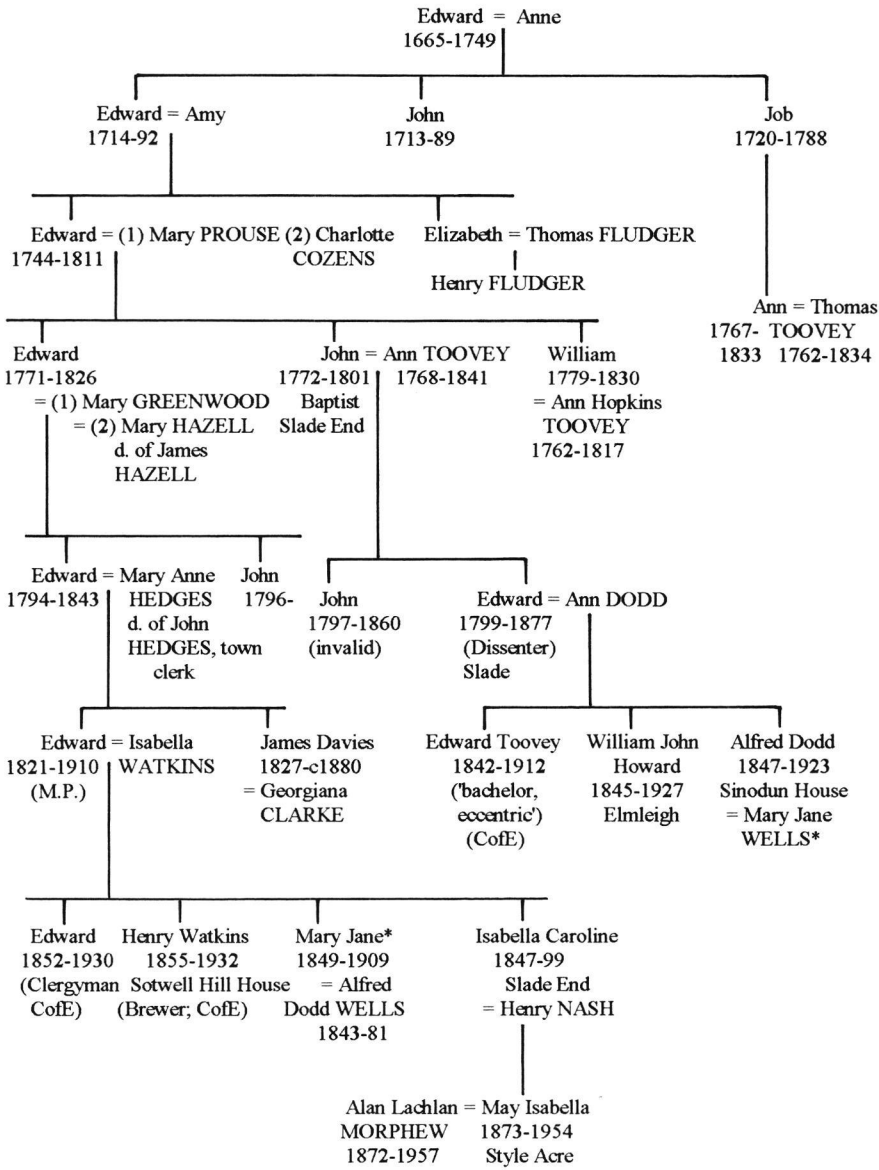 Edward = Anne
1665-1749
Edward = Amy
1714-92
John
1713-89
Job
1720-1788
Edward = (1) Mary PROUSE (2) Charlotte
1744-1811 COZENS
Elizabeth = Thomas FLUDGER
Henry FLUDGER
Ann = Thomas
1767- TOOVEY
1833 1762-1834
Edward
1771-1826
= (1) Mary GREENWOOD
= (2) Mary HAZELL
d. of James
HAZELL
John = Ann TOOVEY
1772-1801 1768-1841
Baptist
Slade End
William
1779-1830
= Ann Hopkins
TOOVEY
1762-1817
Edward = Mary Anne
1794-1843 HEDGES
d. of John
HEDGES, town
clerk
John
1796-
John
1797-1860
(invalid)
Edward = Ann DODD
1799-1877
(Dissenter)
Slade
Edward = Isabella
1821-1910 WATKINS
(M.P.)
James Davies
1827-c1880
= Georgiana
CLARKE
Edward Toovey
1842-1912
('bachelor,
eccentric')
(CofE)
William John
Howard
1845-1927
Elmleigh
Alfred Dodd
1847-1923
Sinodun House
= Mary Jane
WELLS*
Edward
1852-1930
(Clergyman
CofE)
Henry Watkins
1855-1932
Sotwell Hill House
(Brewer; CofE)
Mary Jane*
1849-1909
= Alfred
Dodd WELLS
1843-81
Isabella Caroline
1847-99
Slade End
= Henry NASH
Alan Lachlan = May Isabella
MORPHEW 1873-1954
1872-1957 Style Acre